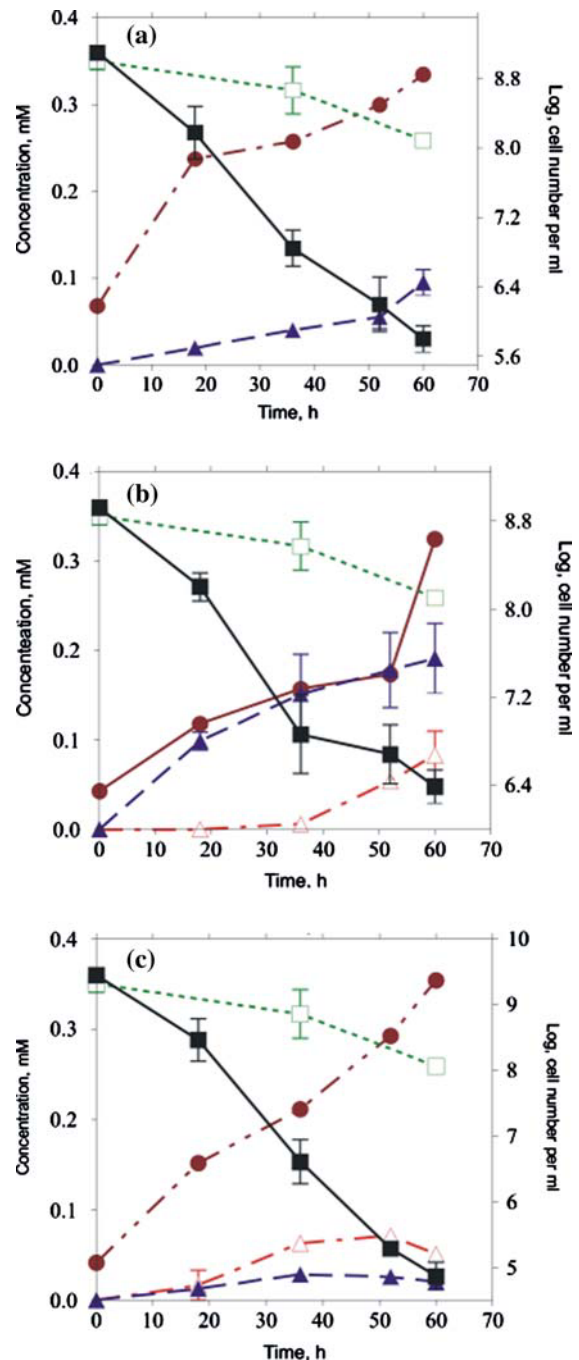 (a)
0.4
0.3
0.2
0.1
0.0
Concentration, mM
8.8
8.0
7.2
6.4
5.6
Log, cell number per ml
0 10 20 30 40 50 60 70
Time, h
(b)
0.4
0.3
0.2
0.1
0.0
Concenteation, mM
8.8
8.0
7.2
6.4
Log, cell number per ml
0 10 20 30 40 50 60 70
Time, h
(c)
0.4
0.3
0.2
0.1
0.0
Concentration, mM
10
9
8
7
6
5
Log, cell number per ml
0 10 20 30 40 50 60 70
Time, h